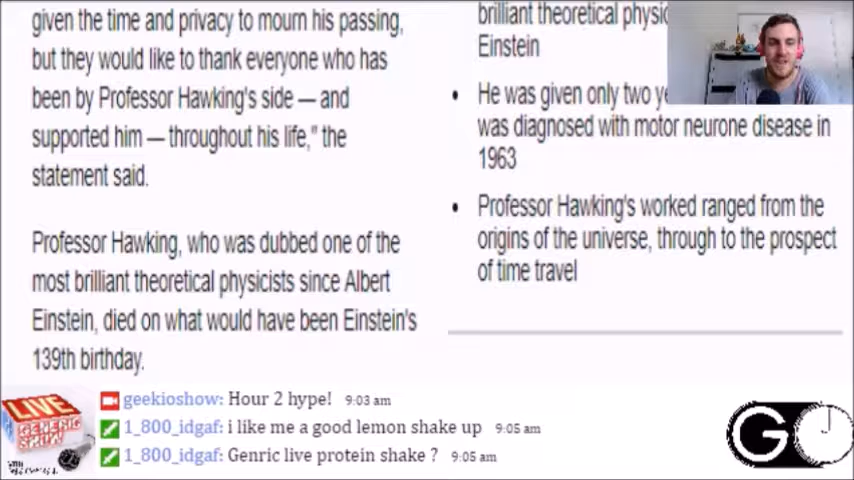 given the time and privacy to mourn his passing,
but they would like to thank everyone who has
been by Professor Hawking's side — and
supported him — throughout his life," the
statement said.
Professor Hawking, who was dubbed one of the
most brilliant theoretical physicists since Albert
Einstein, died on what would have been Einstein's
139th birthday.
brilliant theoretical
Einstein
He was given only two
was diagnosed with motor neurone disease in
1963
Professor Hawking's worked ranged from the
origins of the universe, through to the prospect
of time travel
geekioshow: Hour 2 hype! 9:03 am
1_800_idgaf: i like me a good lemon shake up 9:05 am
1_800_idgaf: Genric live protein shake ? 9:05 am
LIVE
GENERIC
SHOW
G